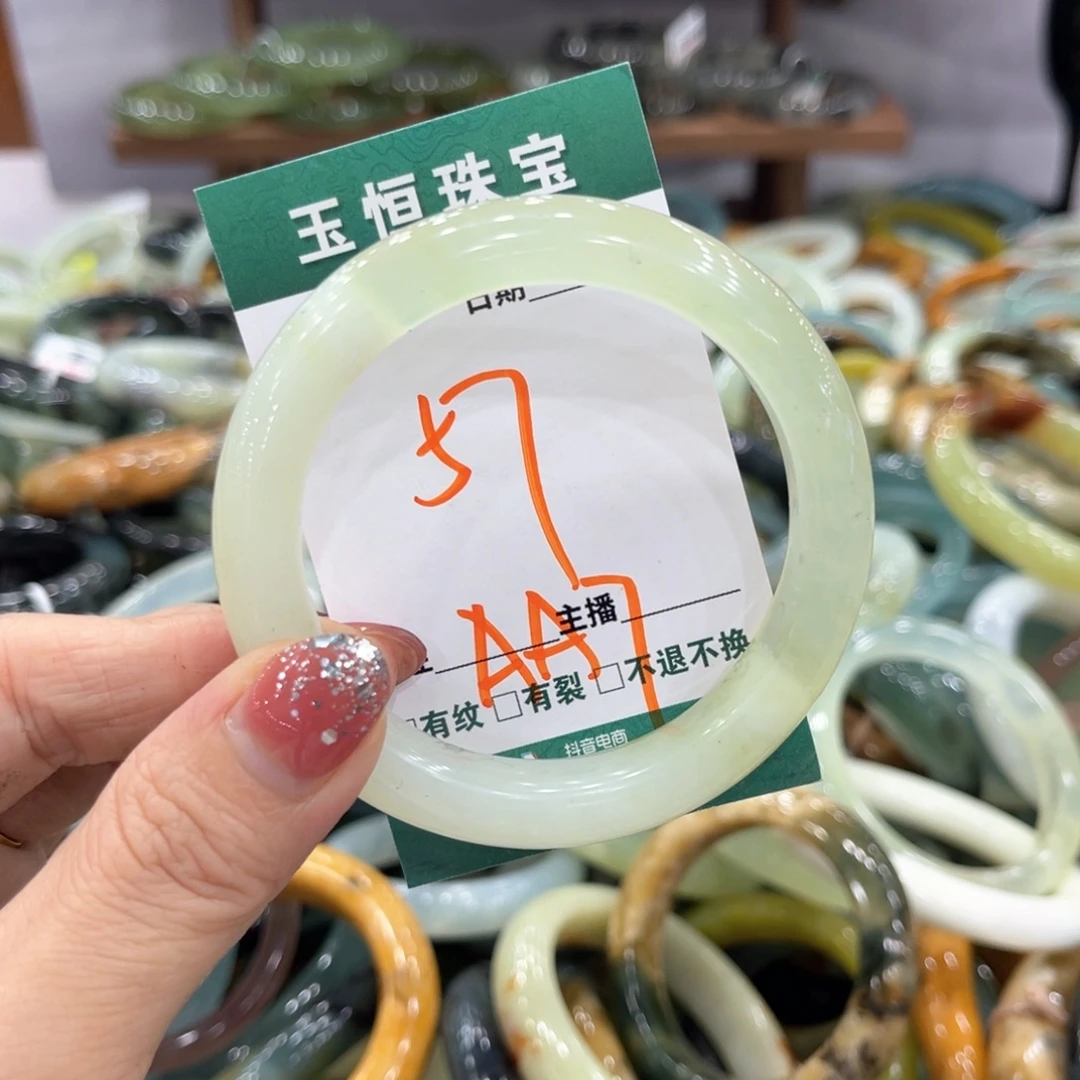 玉恒珠宝
日期
57
AA7
主播
有纹 有裂 不退不换
抖音电商